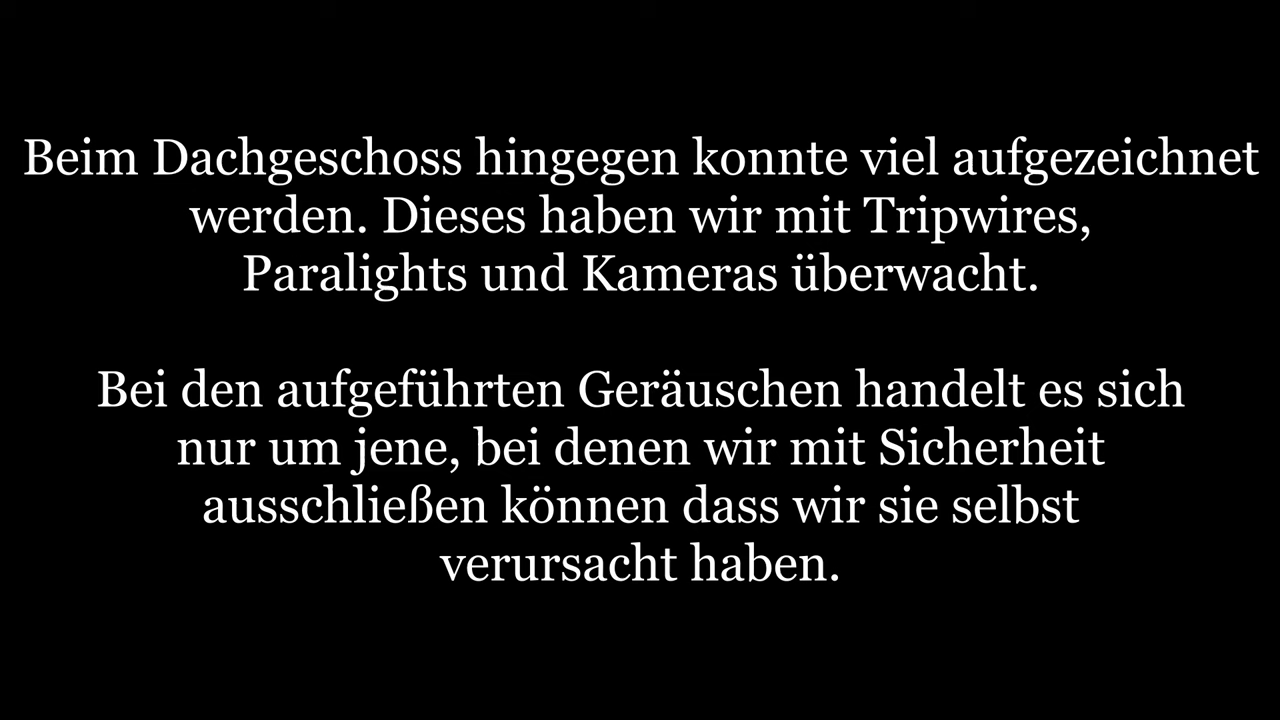 Beim Dachgeschoss hingegen konnte viel aufgezeichnet
werden. Dieses haben wir mit Tripwires,
Paralights und Kameras überwacht.
Bei den aufgeführten Geräuschen handelt es sich
nur um jene, bei denen wir mit Sicherheit
ausschließen können dass wir sie selbst
verursacht haben.